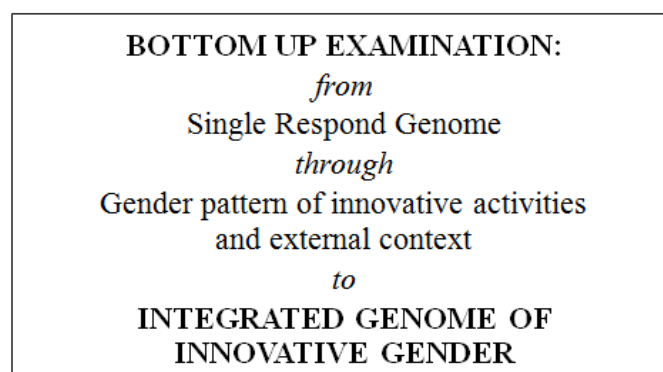 BOTTOM UP EXAMINATION:
from
Single Respond Genome
through
Gender pattern of innovative activities
and external context
to
INTEGRATED GENOME OF
INNOVATIVE GENDER